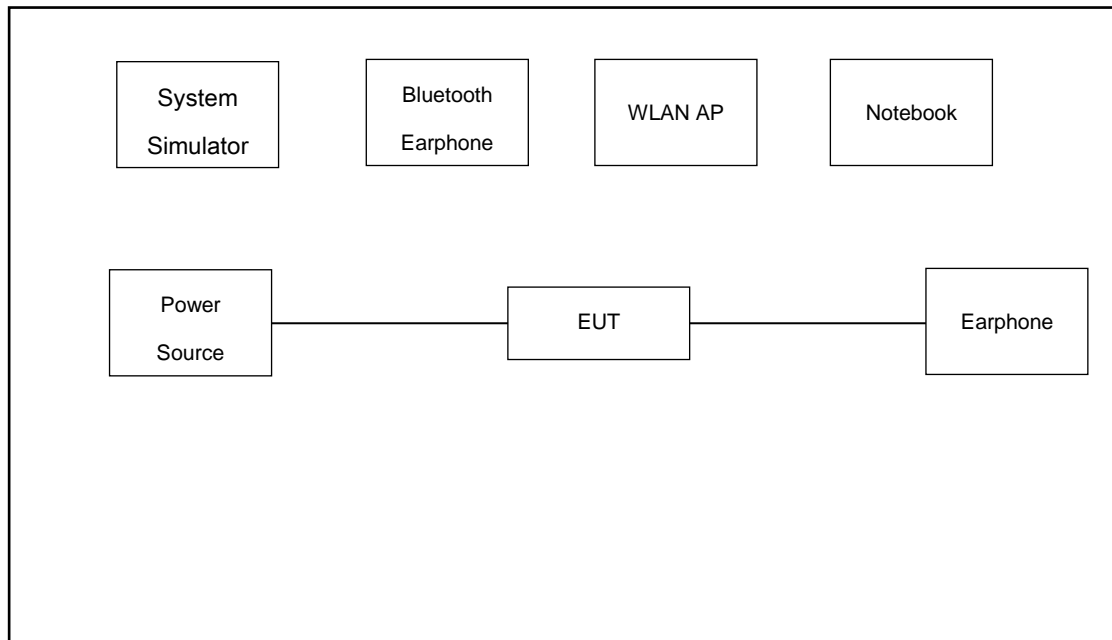 System
Simulator
Bluetooth
Earphone
WLAN AP
Notebook
Power
Source
EUT
Earphone